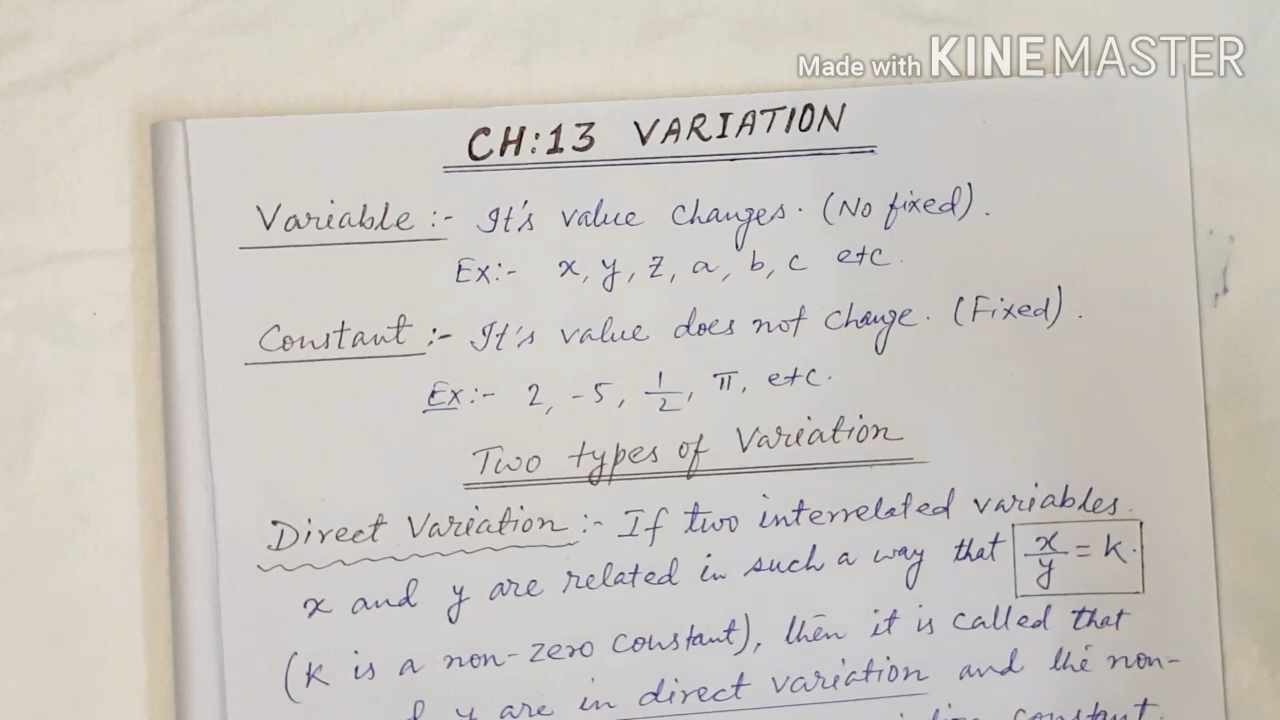 Made with KINEMASTER
CH:13 VARIATION
Variable :- It's value changes. (No fixed).
Ex:- x, y, z, a, b, c etc.
Constant :- It's value does not change. (Fixed).
Ex:- 2, -5, 1/2, π, etc.
Two types of Variation
Direct Variation :- If two interrelated variables
x and y are related in such a way that x/y = k.
(k is a non-zero constant), then it is called that
y are in direct variation and the non-
constant.